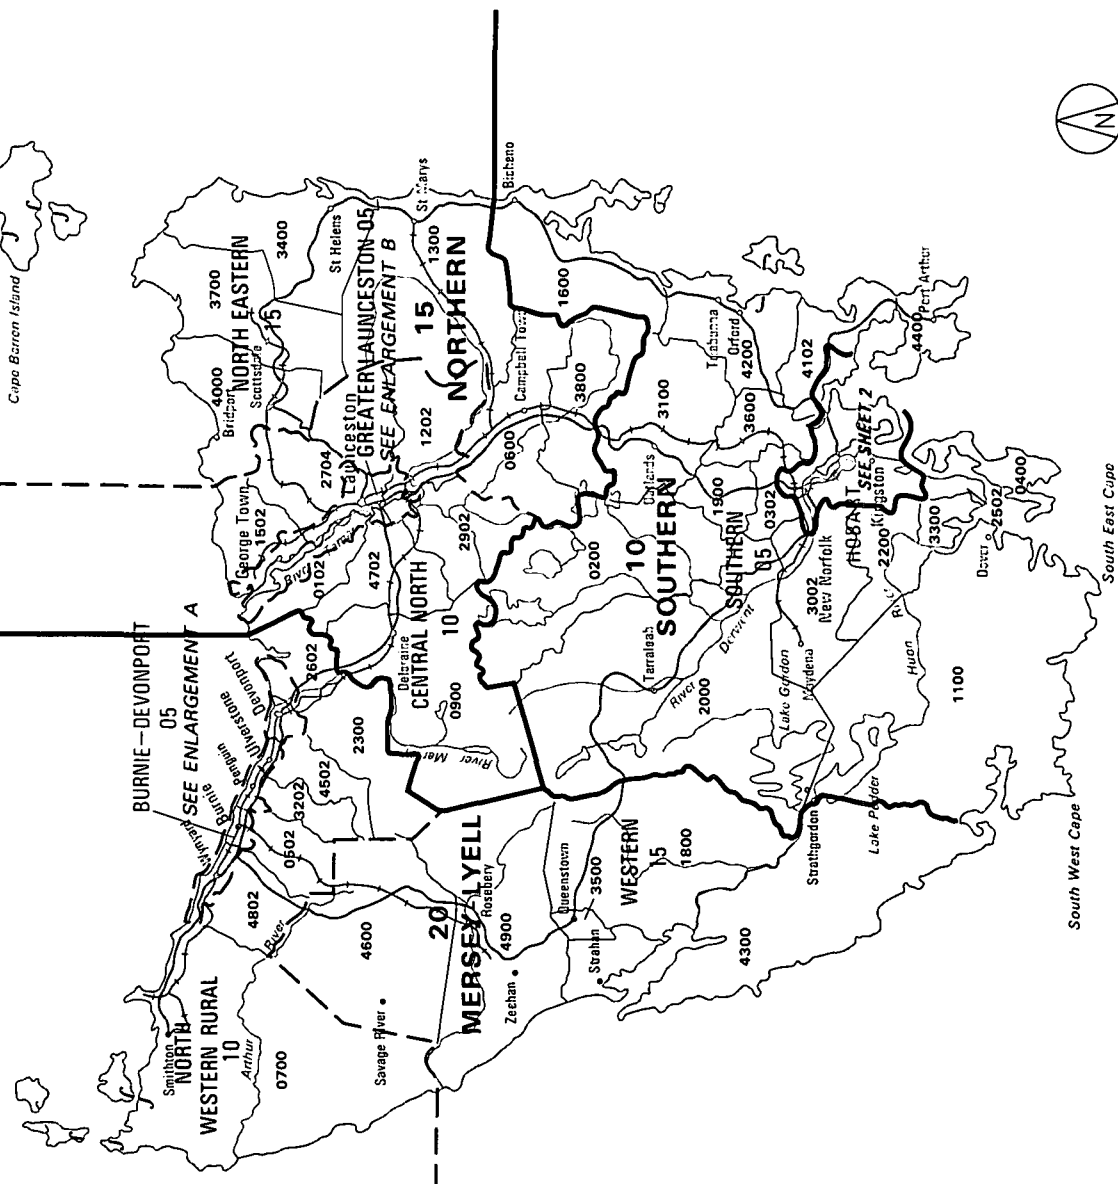 Cape Barren Island
3700
3400
NORTH EASTERN
15
4000
Bridport
Scottsdale
St Helens
St Marys
Bicheno
GREATER LAUNCESTON 05
SEE ENLARGEMENT B
1300
15
NORTHERN
Launceston
2704
1202
George Town
1502
River Tamar
0102
4702
Campbell Town
3800
0600
2902
1600
BURNIE–DEVONPORT
05
SEE ENLARGEMENT A
2602
Deloraine
CENTRAL NORTH
10
0900
River
2300
Wynyard
Burnie
Penguin
Ulverstone
Devonport
4502
3202
0502
4802
River
4600
Smithton
NORTH
WESTERN RURAL
10
Arthur
0700
Savage River
20
MERSEY–LYELL
Rosebery
4900
Zeehan
Queenstown
3500
WESTERN
15
1800
Strahan
4300
Strathgordon
Lake Pedder
0200
Oatlands
10
SOUTHERN
3100
Triabunna
Orford
4200
4102
3600
1900
SOUTHERN
05
0302
Tarraleah
River
Derwent
2000
Lake Gordon
Maydena
3002
New Norfolk
HOBART
Kingston
SEE SHEET 2
2200
Huon
River
3300
1100
Dover
2502
0400
4400
Port Arthur
South East Cape
South West Cape
N